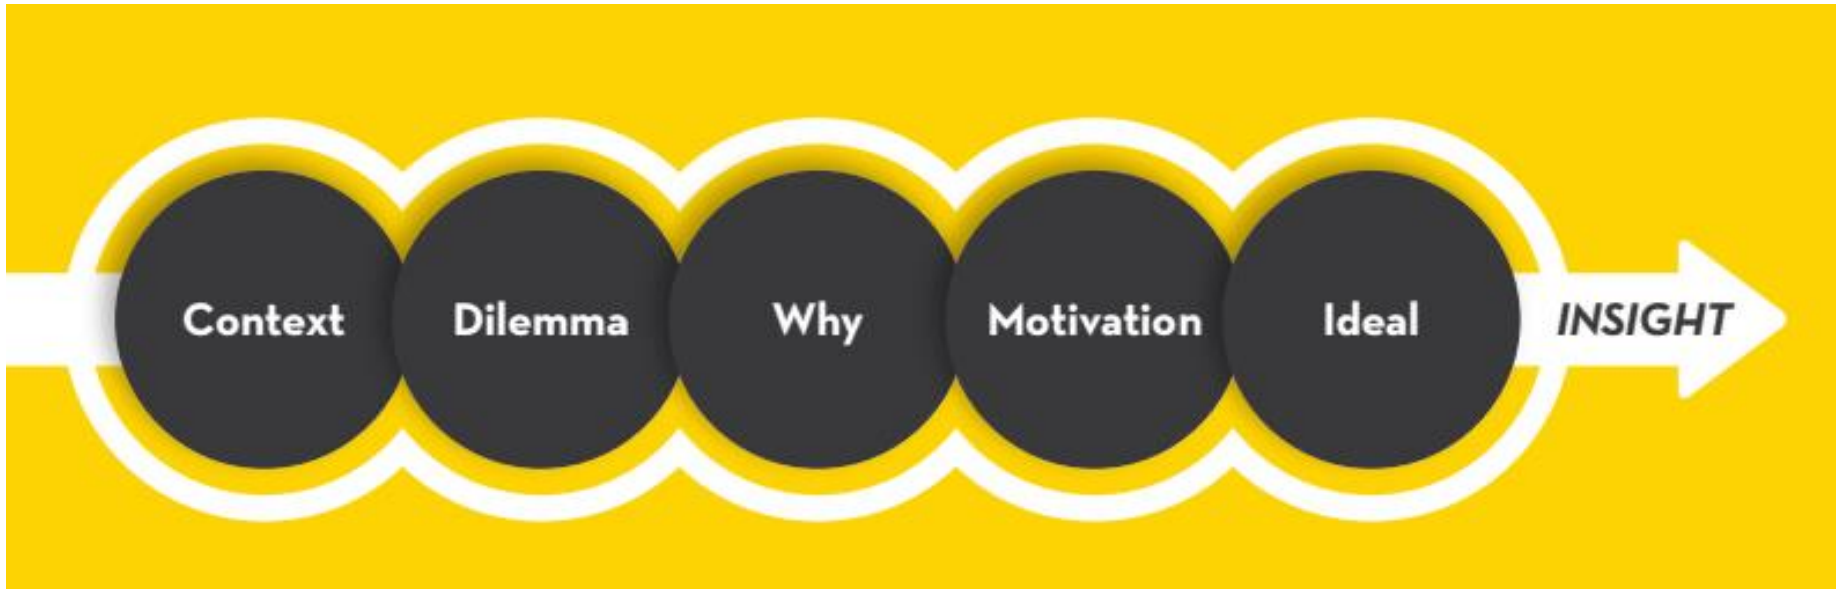 Context
Dilemma
Why
Motivation
Ideal
INSIGHT